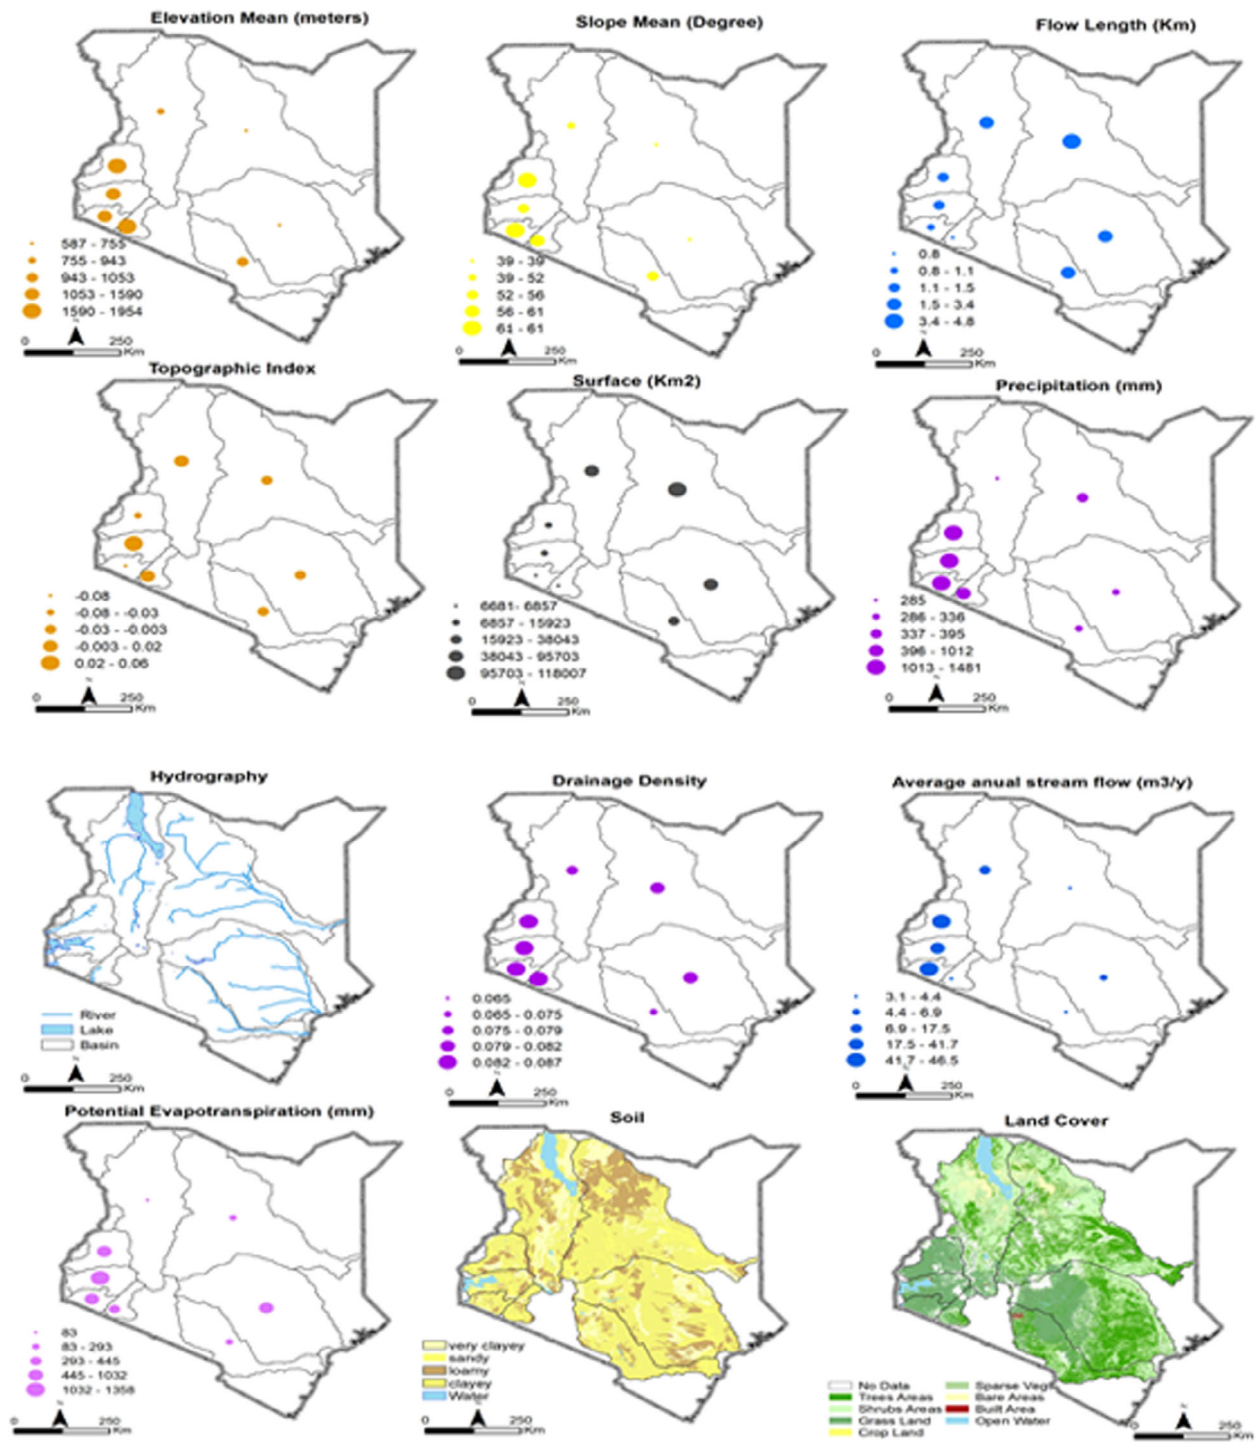 Elevation Mean (meters)
587 - 755
755 - 943
943 - 1053
1053 - 1590
1590 - 1954
N
0 250
Km
Slope Mean (Degree)
39 - 39
39 - 52
52 - 56
56 - 61
61 - 61
0 250
Km
Flow Length (Km)
0.8
0.8 - 1.1
1.1 - 1.5
1.5 - 3.4
3.4 - 4.8
0 250
Km
Topographic Index
-0.08
-0.08 - -0.03
-0.03 - -0.003
-0.003 - 0.02
0.02 - 0.06
N
0 250
Km
Surface (Km2)
6681- 6857
6857 - 15923
15923 - 38043
38043 - 95703
95703 - 118007
0 250
Km
Precipitation (mm)
285
286 - 336
337 - 395
396 - 1012
1013 - 1481
N
0 250
Km
Hydrography
River
Lake
Basin
N
0 250
Km
Drainage Density
0.065
0.065 - 0.075
0.075 - 0.079
0.079 - 0.082
0.082 - 0.087
N
0 250
Km
Average anual stream flow (m3/y)
3.1 - 4.4
4.4 - 6.9
6.9 - 17.5
17.5 - 41.7
41.7 - 46.5
0 250
Km
Potential Evapotranspiration (mm)
83
83 - 293
293 - 445
445 - 1032
1032 - 1358
N
0 250
Km
Soil
very clayey
sandy
loamy
clayey
Water
N
0 250
Km
Land Cover
No Data
Trees Areas
Shrubs Areas
Grass Land
Crop Land
Sparse Veg
Bare Areas
Built Area
Open Water
N
0 250
Km